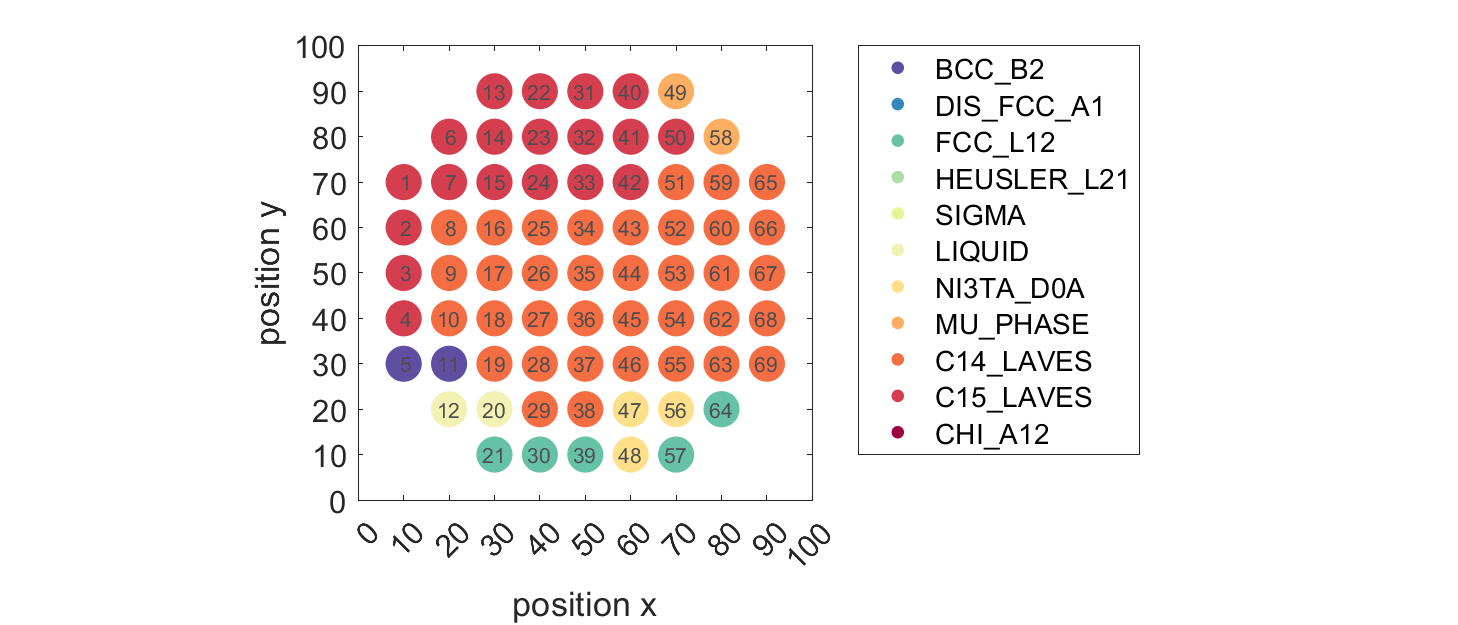 100
90
80
70
60
50
40
30
20
10
0
position y
13 22 31 40 49
6 14 23 32 41 50 58
1 7 15 24 33 42 51 59 65
2 8 16 25 34 43 52 60 66
3 9 17 26 35 44 53 61 67
4 10 18 27 36 45 54 62 68
5 11 19 28 37 46 55 63 69
12 20 29 38 47 56 64
21 30 39 48 57
0 10 20 30 40 50 60 70 80 90 100
position x
BCC_B2
DIS_FCC_A1
FCC_L12
HEUSLER_L21
SIGMA
LIQUID
NI3TA_D0A
MU_PHASE
C14_LAVES
C15_LAVES
CHI_A12